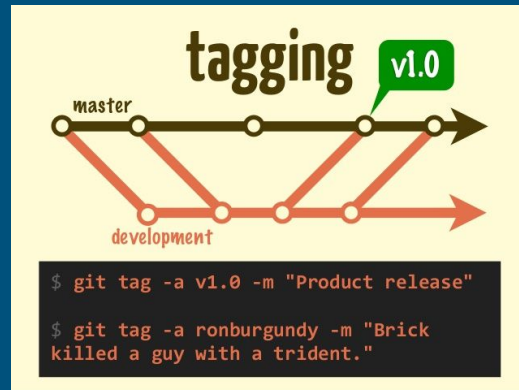 tagging
v1.0
master
development
$ git tag -a v1.0 -m "Product release"
$ git tag -a ronburgundy -m "Brick
killed a guy with a trident."